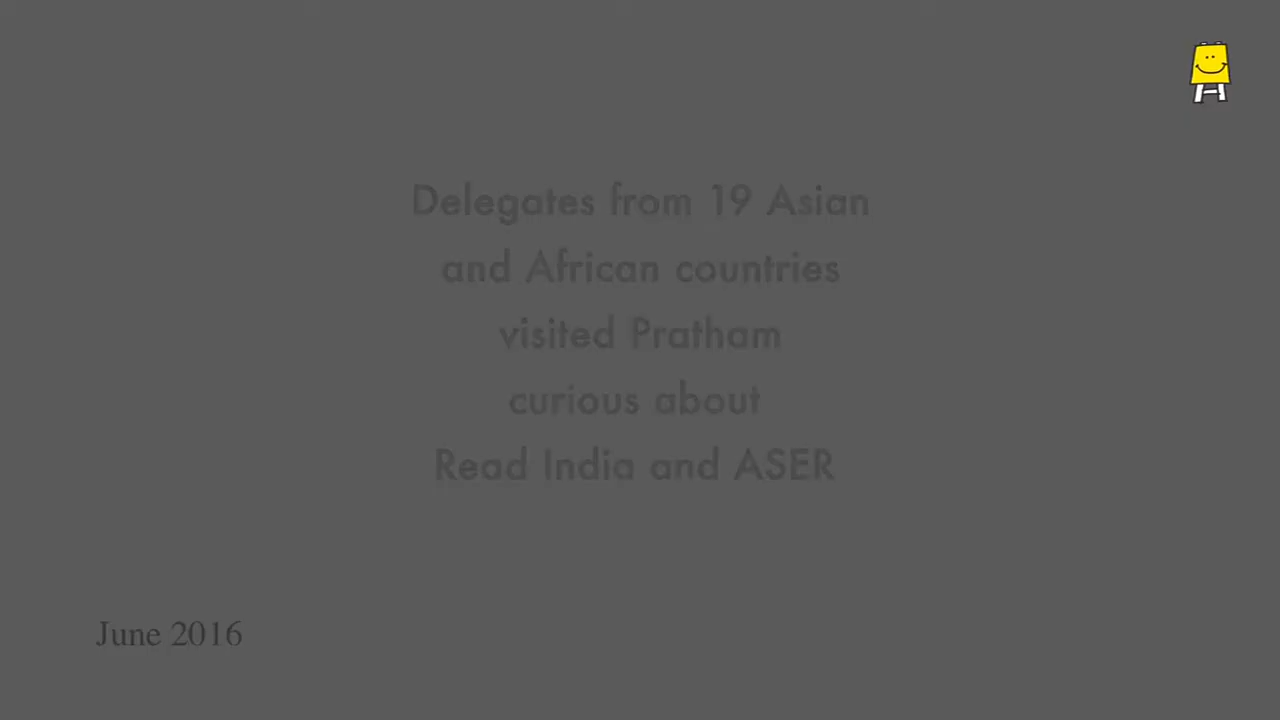 Delegates from 19 Asian
and African countries
visited Pratham
curious about
Read India and ASER
June 2016